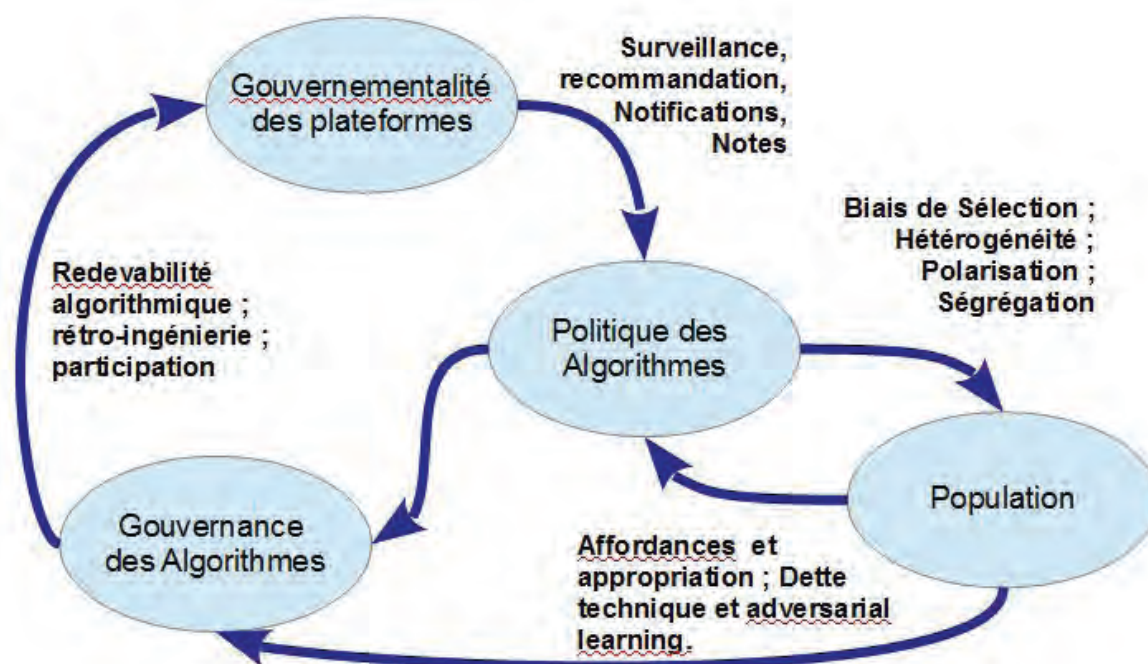 Gouvernementalité
des plateformes
Surveillance,
recommandation,
Notifications,
Notes
Biais de Sélection ;
Hétérogénéité ;
Polarisation ;
Ségrégation
Redevabilité
algorithmique ;
rétro-ingénierie ;
participation
Politique des
Algorithmes
Population
Gouvernance
des Algorithmes
Affordances et
appropriation ; Dette
technique et adversarial
learning.